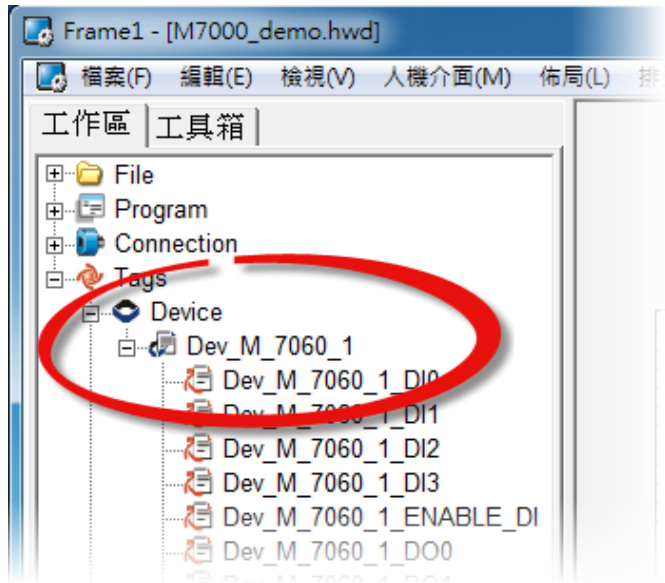 Frame1 - [M7000_demo.hwd]
檔案(F) 編輯(E) 檢視(V) 人機介面(M) 佈局(L) 排
工作區 工具箱
File
Program
Connection
Tags
Device
Dev_M_7060_1
Dev_M_7060_1_DI0
Dev_M_7060_1_DI1
Dev_M_7060_1_DI2
Dev_M_7060_1_DI3
Dev_M_7060_1_ENABLE_DI
Dev_M_7060_1_DO0